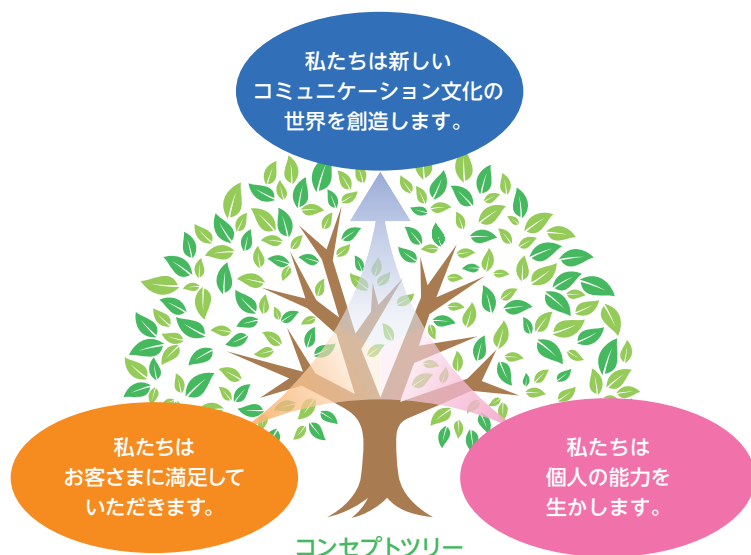 私たちは新しい
コミュニケーション文化の
世界を創造します。
私たちは
お客さまに満足して
いただきます。
私たちは
個人の能力を
生かします。
コンセプトツリー